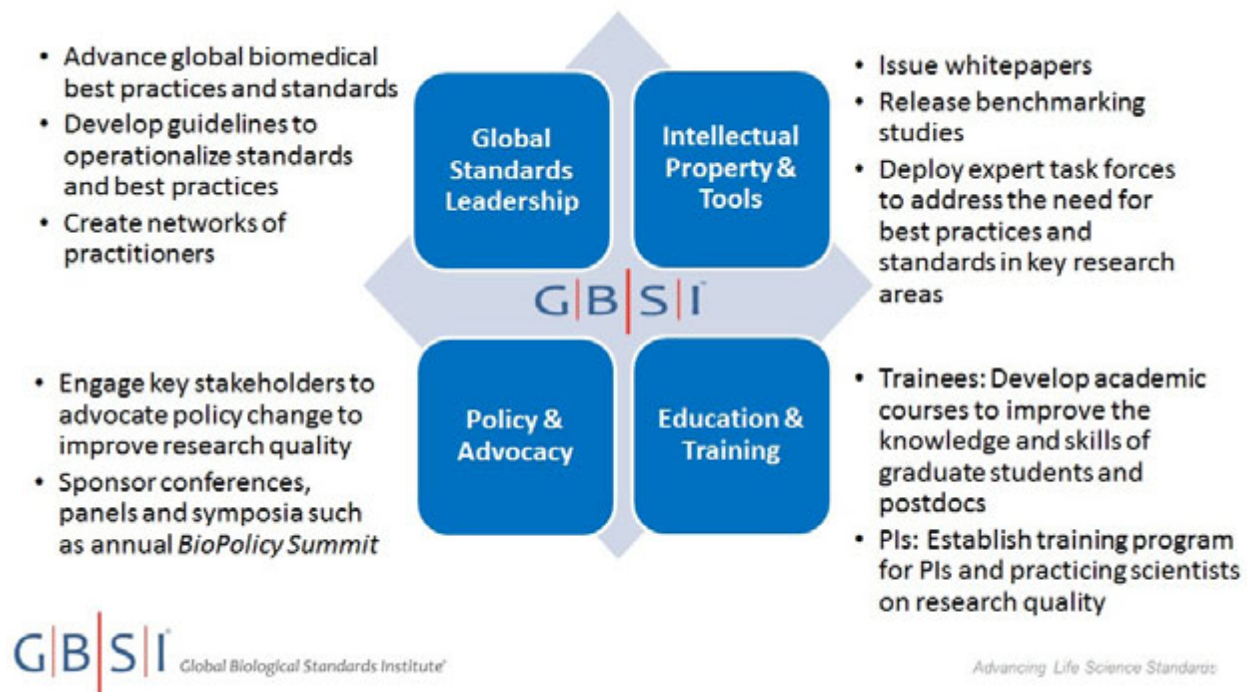 • Advance global biomedical
best practices and standards
• Develop guidelines to
operationalize standards
and best practices
• Create networks of
practitioners
Global
Standards
Leadership
Intellectual
Property &
Tools
• Issue whitepapers
• Release benchmarking
studies
• Deploy expert task forces
to address the need for
best practices and
standards in key research
areas
G|B|S|I™
• Engage key stakeholders to
advocate policy change to
improve research quality
• Sponsor conferences,
panels and symposia such
as annual BioPolicy Summit
Policy &
Advocacy
Education &
Training
• Trainees: Develop academic
courses to improve the
knowledge and skills of
graduate students and
postdocs
• PIs: Establish training program
for PIs and practicing scientists
on research quality
G|B|S|I® Global Biological Standards Institute®
Advancing Life Science Standards